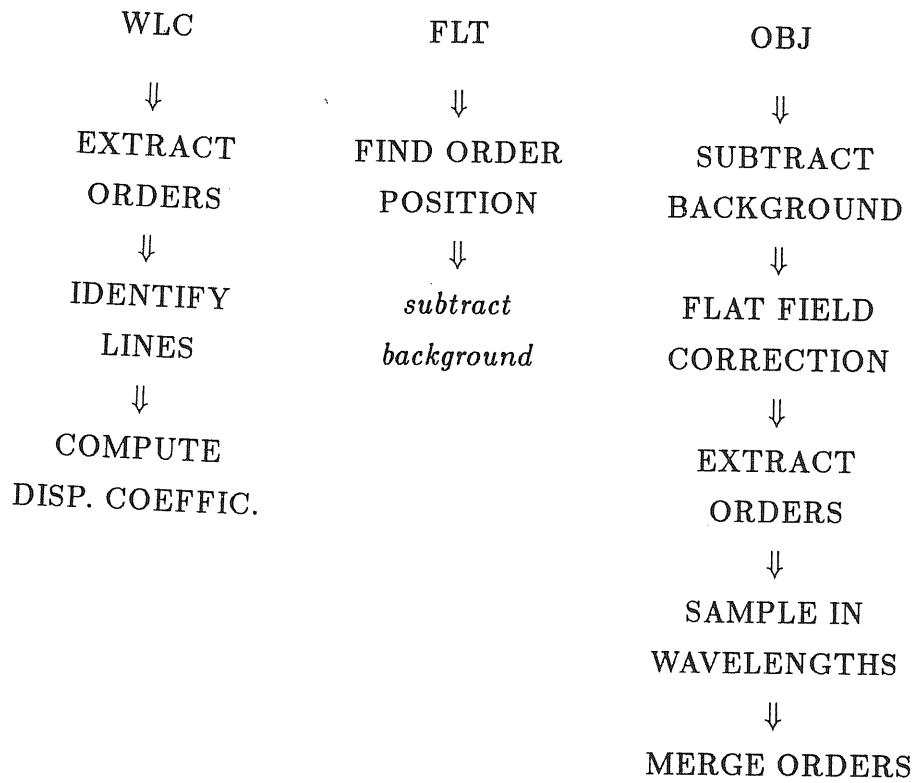 WLC
⇓
EXTRACT
ORDERS
⇓
IDENTIFY
LINES
⇓
COMPUTE
DISP. COEFFIC.
FLT
⇓
FIND ORDER
POSITION
⇓
subtract
background
OBJ
⇓
SUBTRACT
BACKGROUND
⇓
FLAT FIELD
CORRECTION
⇓
EXTRACT
ORDERS
⇓
SAMPLE IN
WAVELENGTHS
⇓
MERGE ORDERS